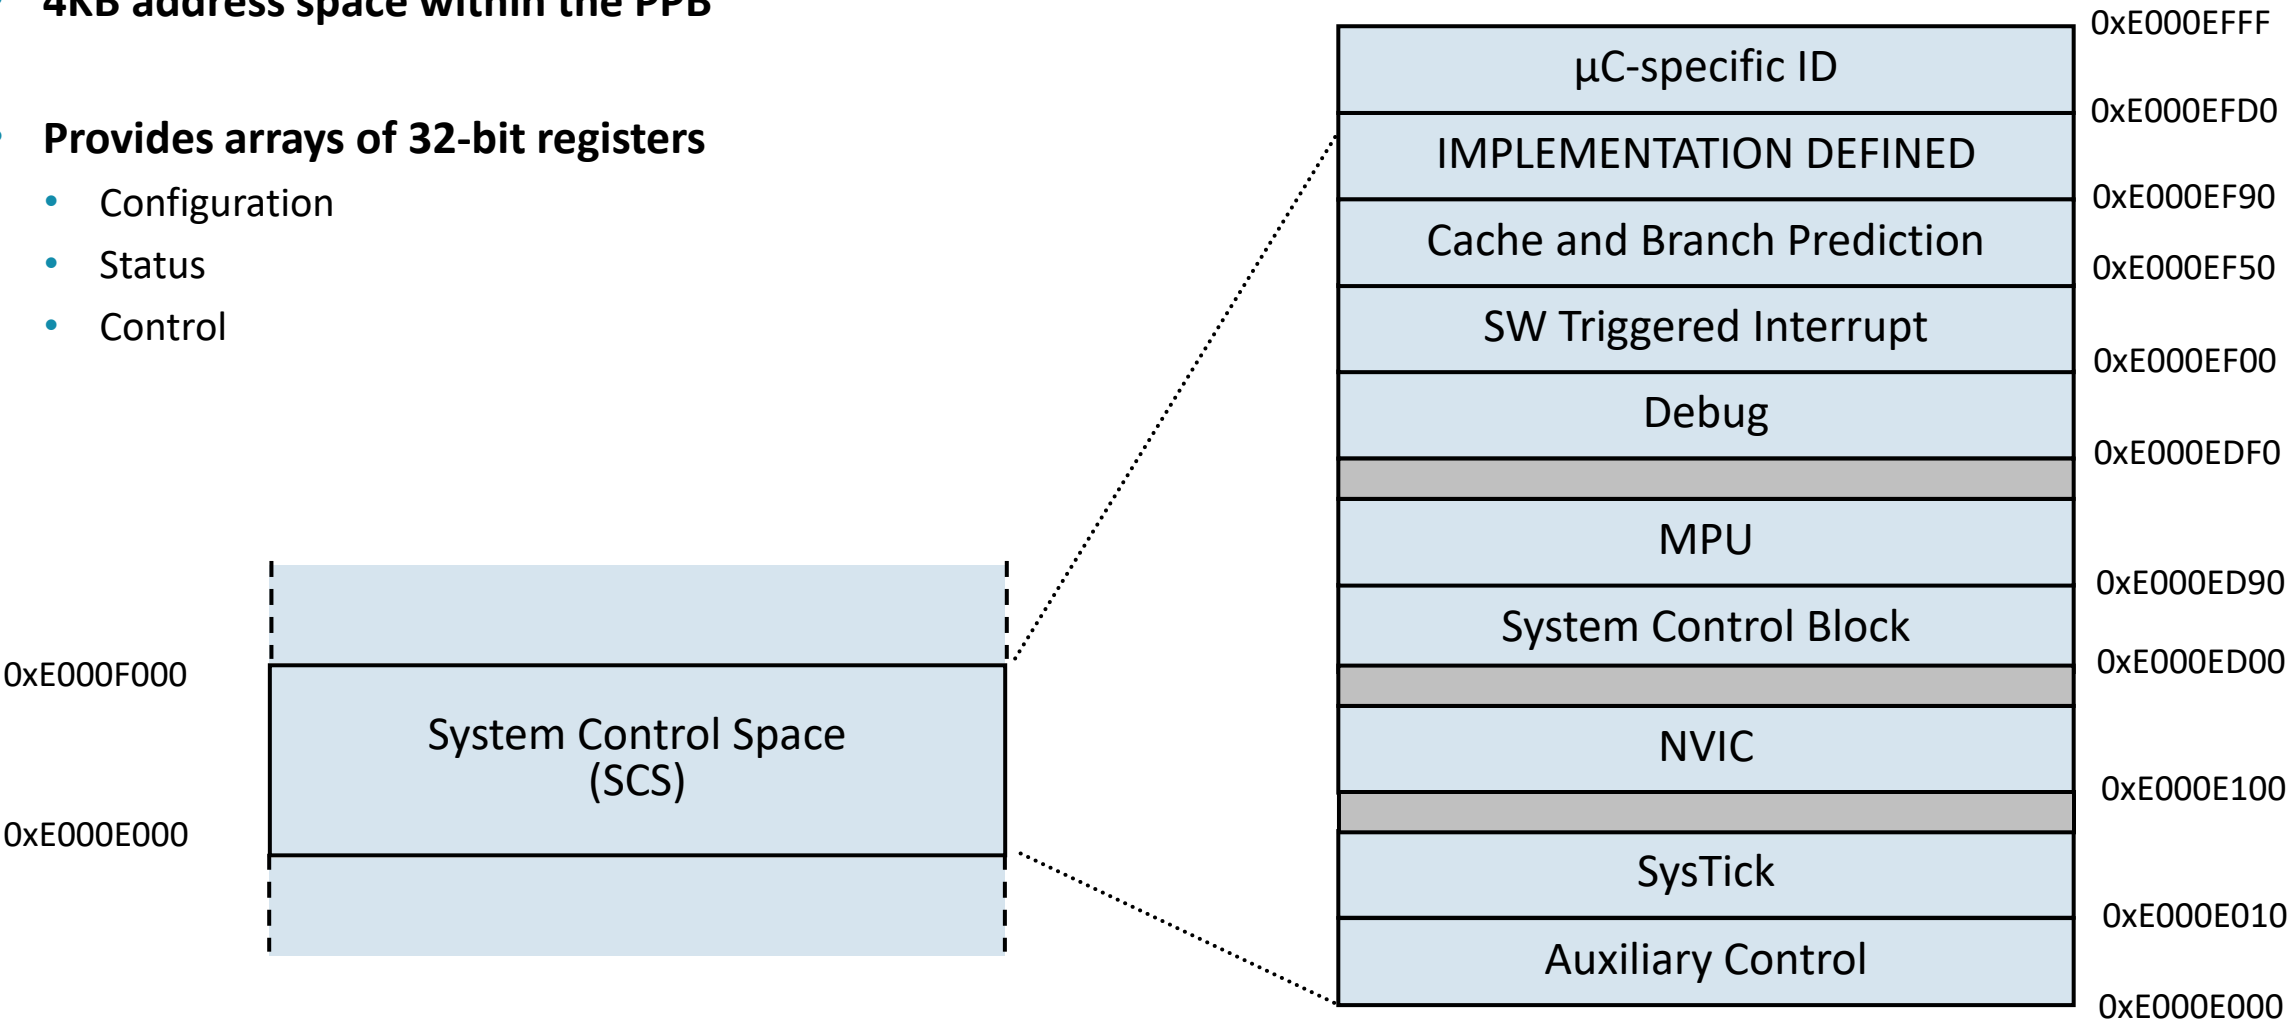 4KB address space within the PPB
• Provides arrays of 32-bit registers
• Configuration
• Status
• Control
0xE000F000
System Control Space
(SCS)
0xE000E000
0xE000EFFF
µC-specific ID
0xE000EFD0
IMPLEMENTATION DEFINED
0xE000EF90
Cache and Branch Prediction
0xE000EF50
SW Triggered Interrupt
0xE000EF00
Debug
0xE000EDF0
MPU
0xE000ED90
System Control Block
0xE000ED00
NVIC
0xE000E100
SysTick
0xE000E010
Auxiliary Control
0xE000E000